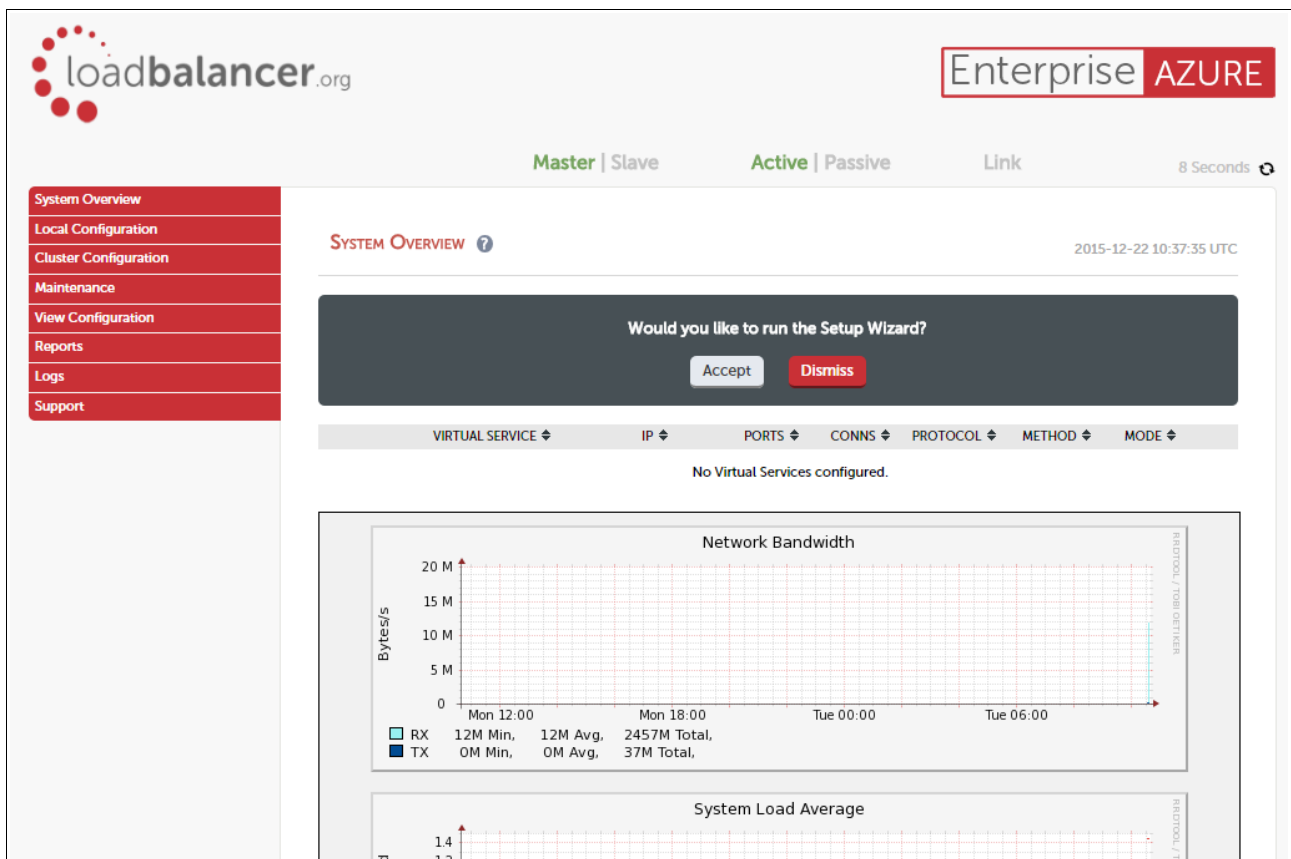 loadbalancer.org
Enterprise AZURE
Master | Slave
Active | Passive
Link
8 Seconds
System Overview
Local Configuration
Cluster Configuration
Maintenance
View Configuration
Reports
Logs
Support
SYSTEM OVERVIEW ?
2015-12-22 10:37:35 UTC
Would you like to run the Setup Wizard?
Accept
Dismiss
VIRTUAL SERVICE IP PORTS CONNS PROTOCOL METHOD MODE
No Virtual Services configured.
Network Bandwidth
RRDTOOL / TOBI OETIKER
Bytes/s
20 M
15 M
10 M
5 M
0
Mon 12:00 Mon 18:00 Tue 00:00 Tue 06:00
RX 12M Min, 12M Avg, 2457M Total,
TX 0M Min, 0M Avg, 37M Total,
System Load Average
RRDTOOL /
1.4